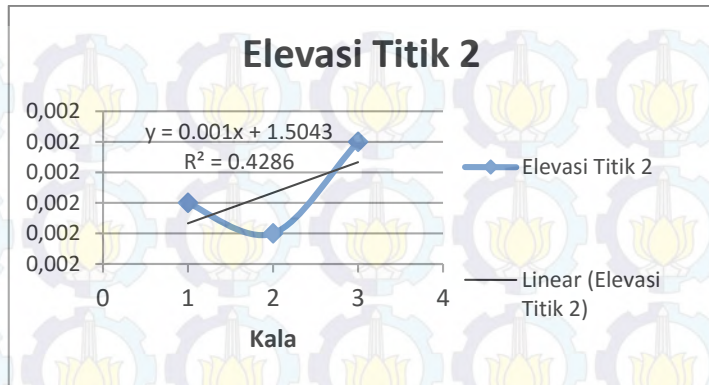 Elevasi Titik 2
0,002
0,002
0,002
0,002
0,002
0,002
y = 0.001x + 1.5043
R² = 0.4286
0 1 2 3 4
Kala
Elevasi Titik 2
Linear (Elevasi
Titik 2)